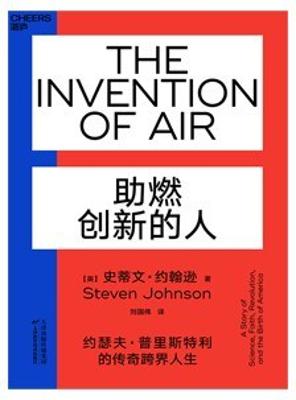 CHEERS
湛庐
THE
INVENTION
OF AIR
助燃
创新的人
[美] 史蒂文·约翰逊 著
Steven Johnson
刘国伟 译
A Story of
Science, Faith, Revolution,
and the Birth of America
约瑟夫·普里斯特利
的传奇跨界人生